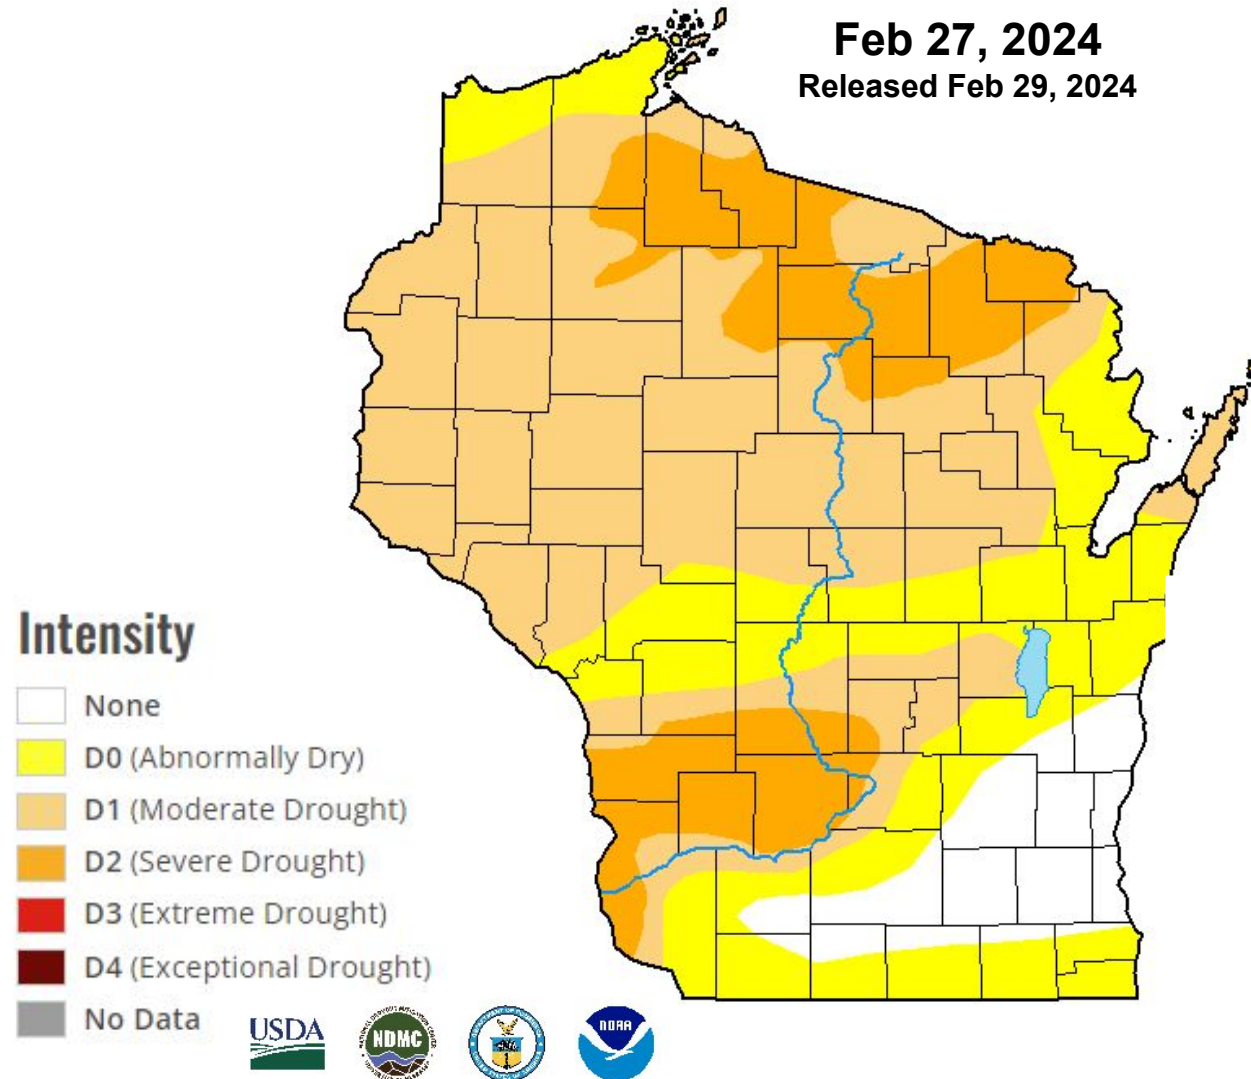 Feb 27, 2024
Released Feb 29, 2024
Intensity
None
D0 (Abnormally Dry)
D1 (Moderate Drought)
D2 (Severe Drought)
D3 (Extreme Drought)
D4 (Exceptional Drought)
No Data
USDA
NDMC
NOAA